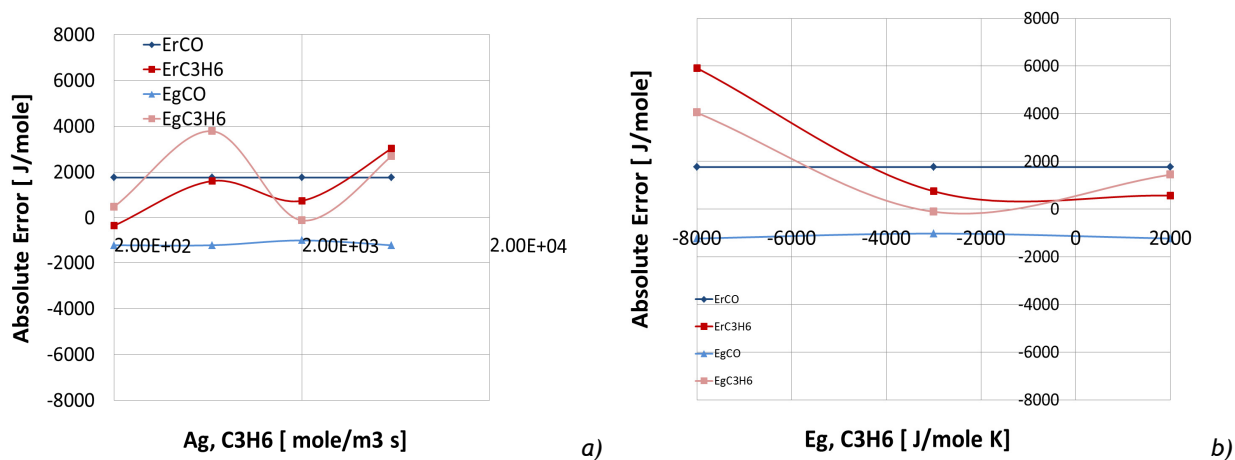 8000
6000
4000
2000
0
-2000
-4000
-6000
-8000
Absolute Error [ J/mole]
ErCO
ErC3H6
EgCO
EgC3H6
2.00E+02
2.00E+03
2.00E+04
Ag, C3H6 [ mole/m3 s]
a)
8000
6000
4000
2000
0
-2000
-4000
-6000
-8000
Absolute Error [ J/mole]
-8000
-6000
-4000
-2000
0
2000
ErCO
ErC3H6
EgCO
EgC3H6
Eg, C3H6 [ J/mole K]
b)